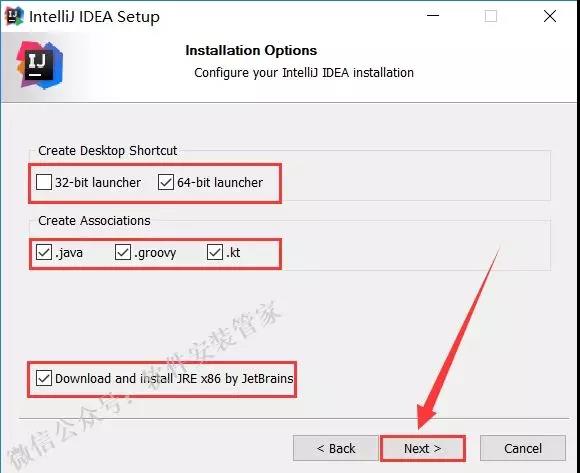 IntelliJ IDEA Setup
IJ
Installation Options
Configure your IntelliJ IDEA installation
Create Desktop Shortcut
32-bit launcher 64-bit launcher
Create Associations
.java .groovy .kt
Download and install JRE x86 by JetBrains
微信公众号：软件安装管家
< Back Next > Cancel